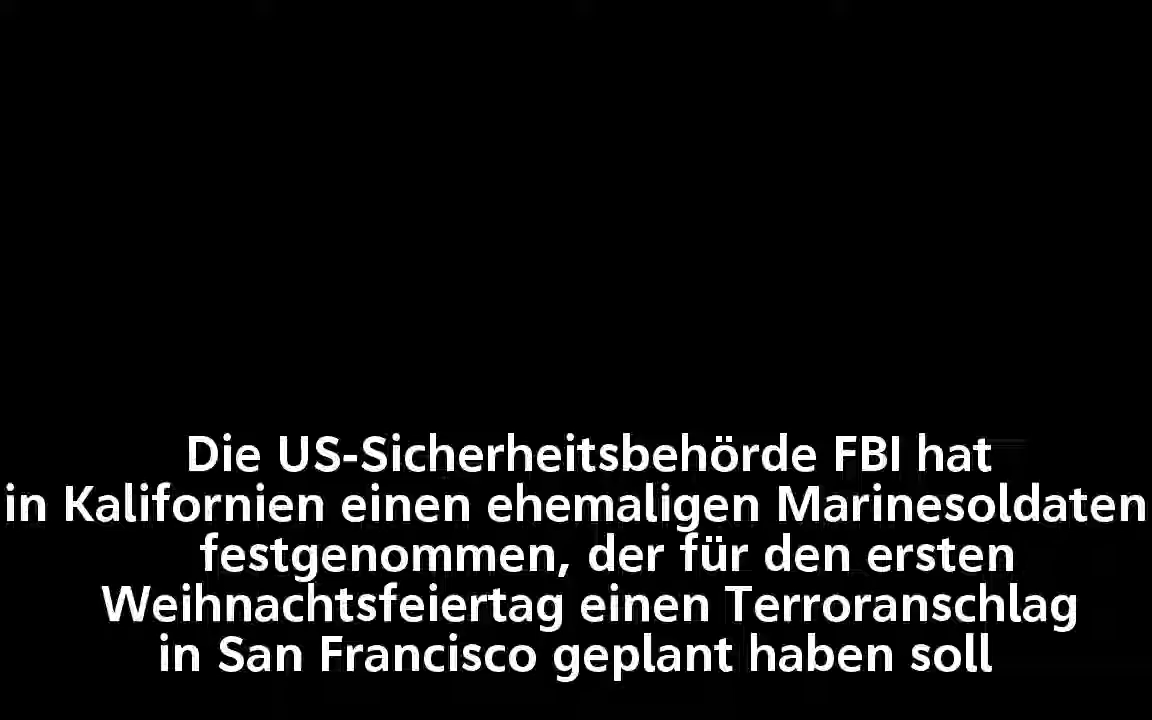 Die US-Sicherheitsbehörde FBI hat
in Kalifornien einen ehemaligen Marinesoldaten
festgenommen, der für den ersten
Weihnachtsfeiertag einen Terroranschlag
in San Francisco geplant haben soll